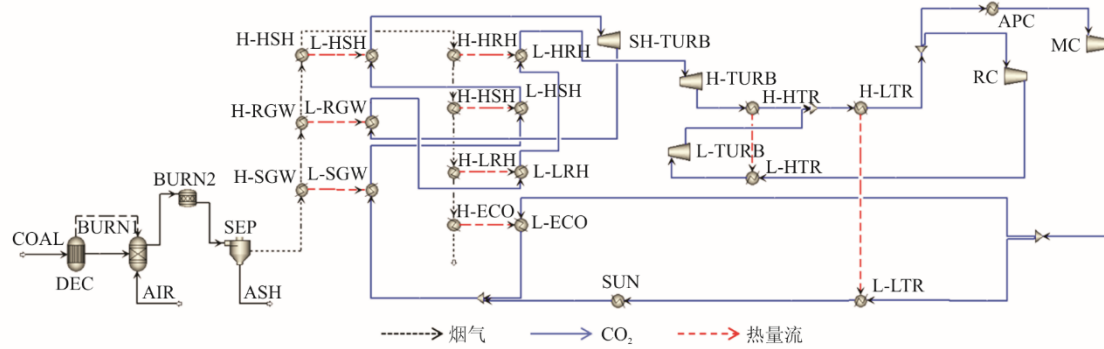 APC
MC
H-HSH
L-HSH
H-HRH
L-HRH
SH-TURB
RC
H-TURB
H-HTR
H-LTR
H-RGW
L-RGW
H-HSH
L-HSH
L-TURB
L-HTR
H-SGW
L-SGW
H-LRH
L-LRH
BURN2
H-ECO
L-ECO
BURN1
SEP
COAL
DEC
AIR
ASH
SUN
L-LTR
烟气
CO₂
热量流